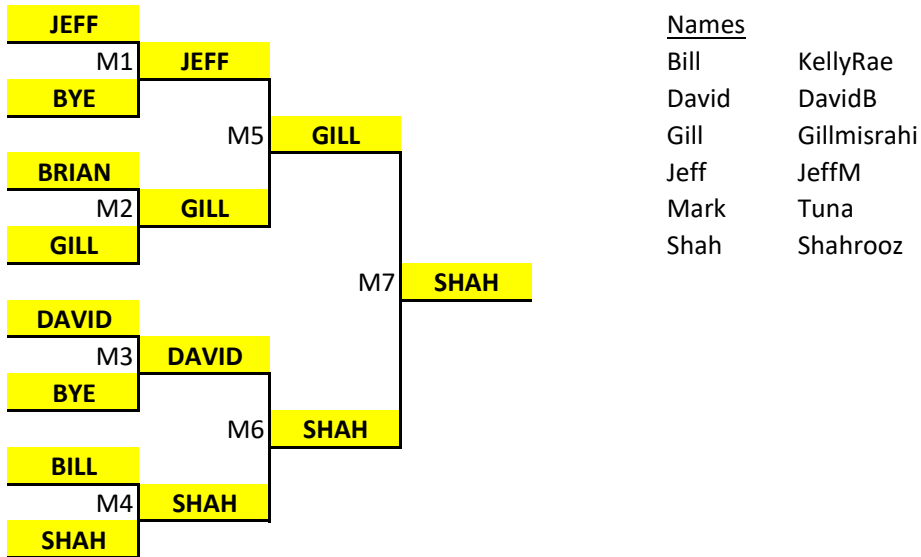 JEFF
M1 JEFF
BYE
M5 GILL
BRIAN
M2 GILL
GILL
M7 SHAH
DAVID
M3 DAVID
BYE
M6 SHAH
BILL
M4 SHAH
SHAH
Names
Bill KellyRae
David DavidB
Gill Gillmisrahi
Jeff JeffM
Mark Tuna
Shah Shahrooz